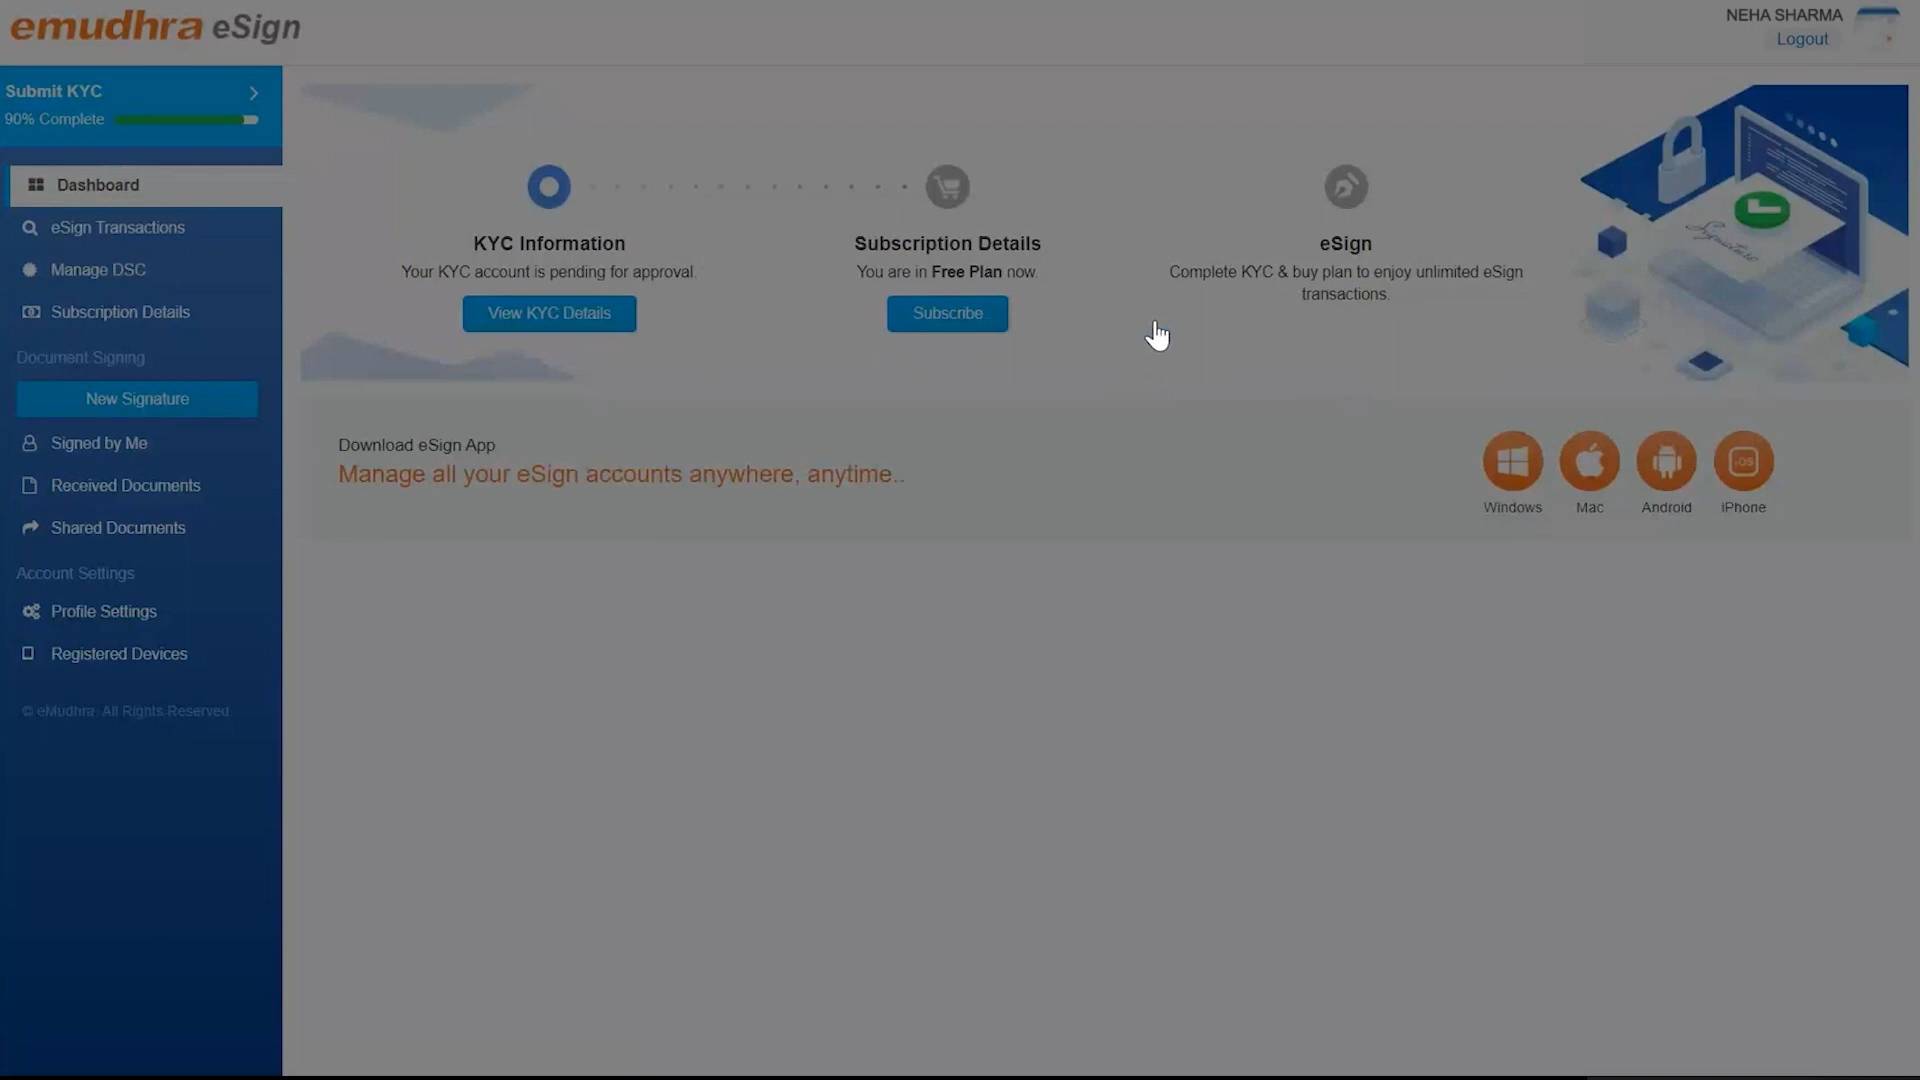 emudhra eSign
NEHA SHARMA
Logout
Submit KYC
90% Complete
Dashboard
eSign Transactions
Manage DSC
Subscription Details
Document Signing
New Signature
Signed by Me
Received Documents
Shared Documents
Account Settings
Profile Settings
Registered Devices
© eMudhra. All Rights Reserved.
KYC Information
Your KYC account is pending for approval.
View KYC Details
Subscription Details
You are in Free Plan now.
Subscribe
eSign
Complete KYC & buy plan to enjoy unlimited eSign
transactions.
Signature
Download eSign App
Manage all your eSign accounts anywhere, anytime..
iOS
Windows
Mac
Android
iPhone